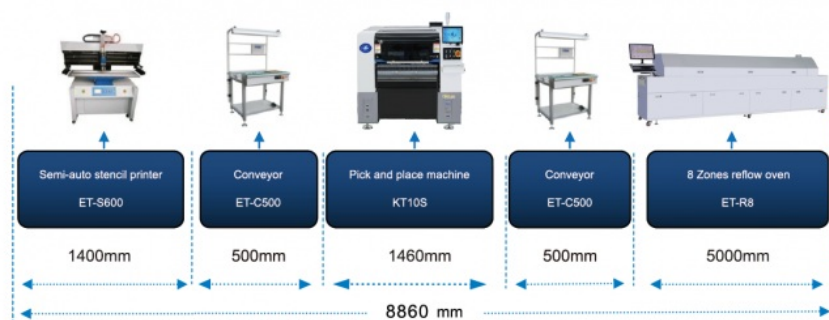 Semi-auto stencil printer
ET-S600
Conveyor
ET-C500
Pick and place machine
KT10S
Conveyor
ET-C500
8 Zones reflow oven
ET-R8
1400mm
500mm
1460mm
500mm
5000mm
8860 mm